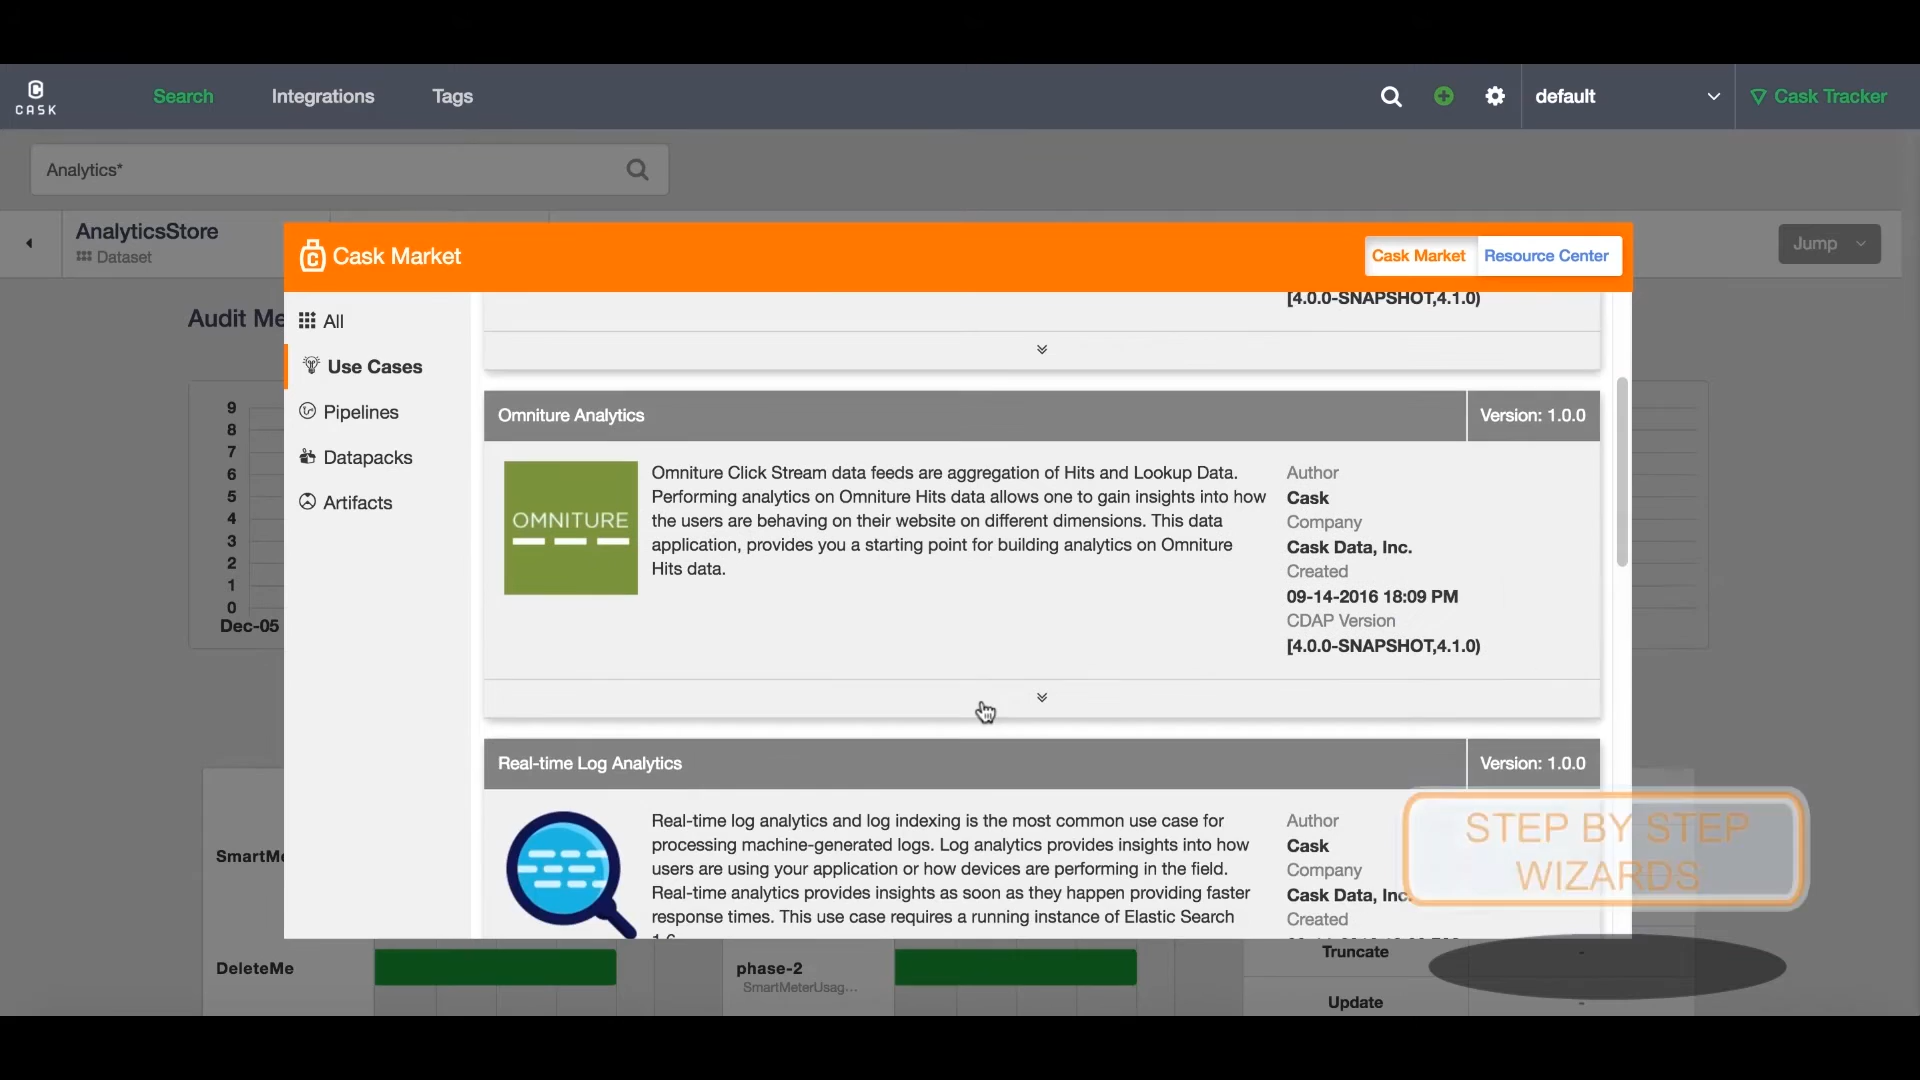 CASK
Search
Integrations
Tags
default
Cask Tracker
Analytics*
AnalyticsStore
Dataset
Jump
Cask Market
Cask Market
Resource Center
Audit Me
All
Use Cases
Pipelines
Datapacks
Artifacts
9
8
7
6
5
4
3
2
1
0
Dec-05
[4.0.0-SNAPSHOT,4.1.0)
Omniture Analytics
Version: 1.0.0
OMNITURE
Omniture Click Stream data feeds are aggregation of Hits and Lookup Data.
Performing analytics on Omniture Hits data allows one to gain insights into how
the users are behaving on their website on different dimensions. This data
application, provides you a starting point for building analytics on Omniture
Hits data.
Author
Cask
Company
Cask Data, Inc.
Created
09-14-2016 18:09 PM
CDAP Version
[4.0.0-SNAPSHOT,4.1.0)
Real-time Log Analytics
Version: 1.0.0
Real-time log analytics and log indexing is the most common use case for
processing machine-generated logs. Log analytics provides insights into how
users are using your application or how devices are performing in the field.
Real-time analytics provides insights as soon as they happen providing faster
response times. This use case requires a running instance of Elastic Search
Author
Cask
Company
Cask Data, Inc.
Created
STEP BY STEP
WIZARDS
SmartMe
DeleteMe
phase-2
SmartMeterUsag...
Truncate
-
Update
-